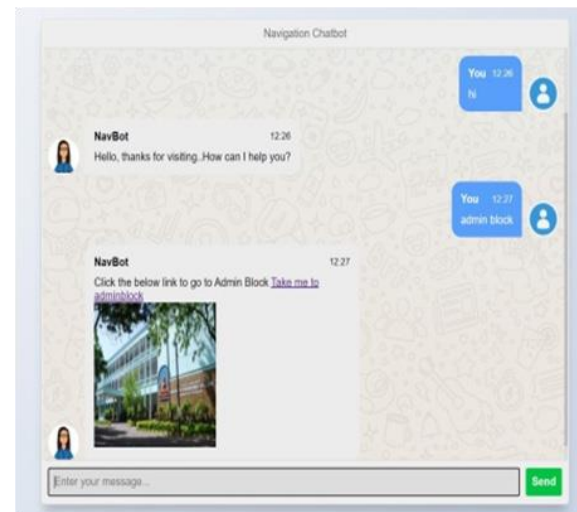 Navigation Chatbot
You 12:26
hi
NavBot 12:26
Hello, thanks for visiting..How can I help you?
You 12:27
admin block
NavBot 12:27
Click the below link to go to Admin Block Take me to
adminblock
Enter your message...
Send